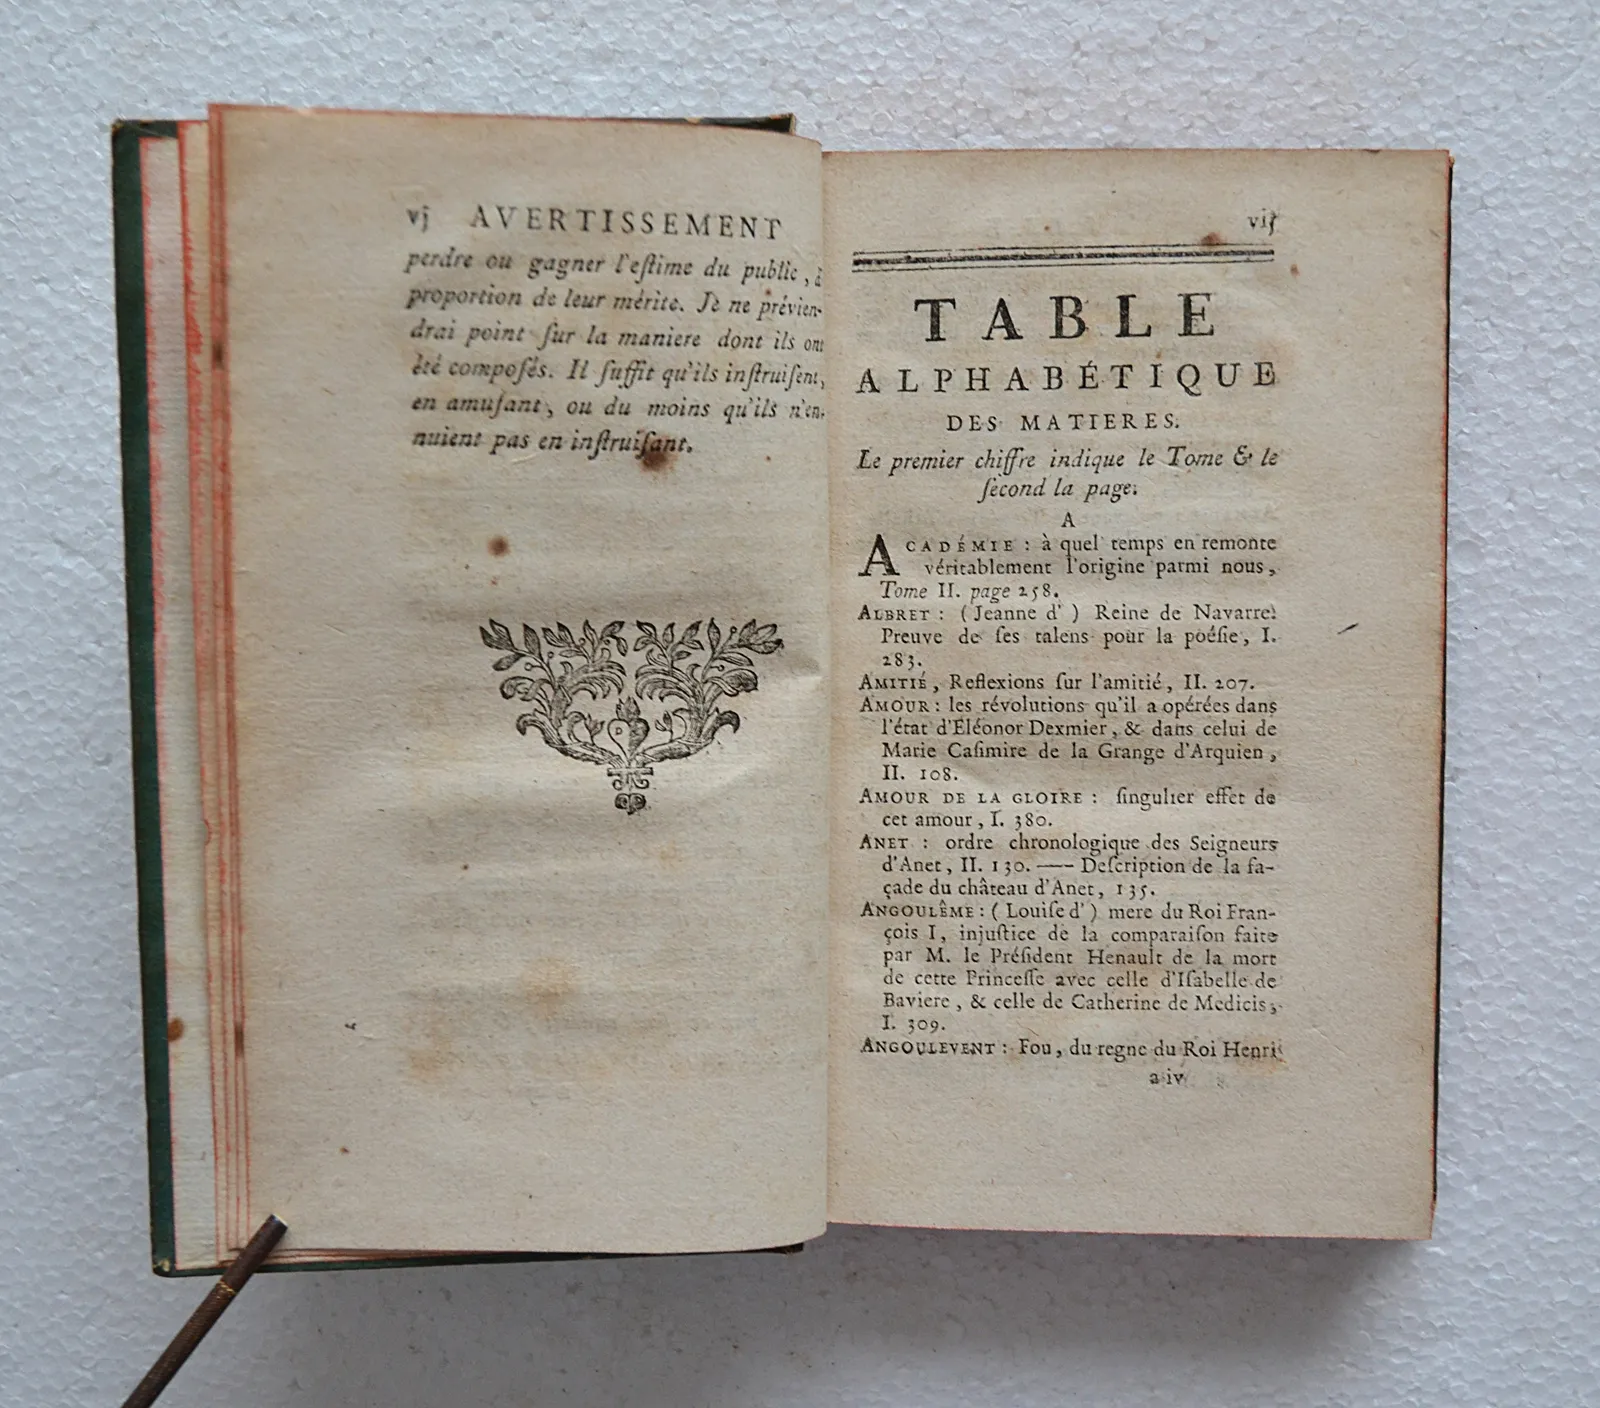 vj AVERTISSEMENT
perdre ou gagner l'eſtime du public, à
proportion de leur mérite. Je ne prévien-
drai point ſur la maniere dont ils ont
été compoſés. Il ſuffit qu'ils inſtruiſent,
en amuſant, ou du moins qu'ils n'en-
nuient pas en inſtruiſant.
vij
TABLE
ALPHABÉTIQUE
DES MATIERES.
Le premier chiffre indique le Tome & le
ſecond la page.
A
ACADÉMIE : à quel temps en remonte
véritablement l'origine parmi nous,
Tome II. page 258.
ALBRET : (Jeanne d') Reine de Navarre.
Preuve de ſes talens pour la poéſie, I.
283.
AMITIÉ, Reflexions ſur l'amitié, II. 207.
AMOUR : les révolutions qu'il a opérées dans
l'état d'Éléonor Dexmier, & dans celui de
Marie Caſimire de la Grange d'Arquien,
II. 108.
AMOUR DE LA GLOIRE : ſingulier effet de
cet amour, I. 380.
ANET : ordre chronologique des Seigneurs
d'Anet, II. 130. — Deſcription de la fa-
çade du château d'Anet, 135.
ANGOULÊME : (Louiſe d') mere du Roi Fran-
çois I, injuſtice de la comparaiſon faite
par M. le Préſident Henault de la mort
de cette Princeſſe avec celle d'Iſabelle de
Baviere, & celle de Catherine de Medicis,
I. 309.
ANGOULEVENT : Fou, du regne du Roi Henri
a iv